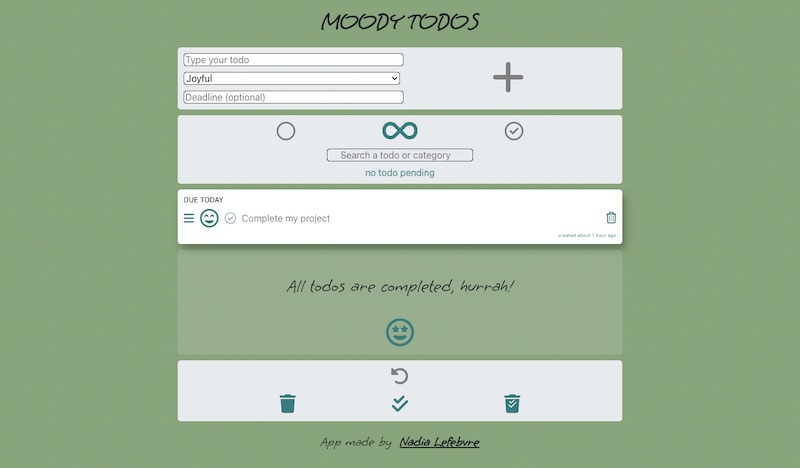 MOODY TODOS
Type your todo
Joyful
Deadline (optional)
Search a todo or category
no todo pending
DUE TODAY
Complete my project
created about 1 hour ago
All todos are completed, hurrah!
App made by Nadia Lefebvre